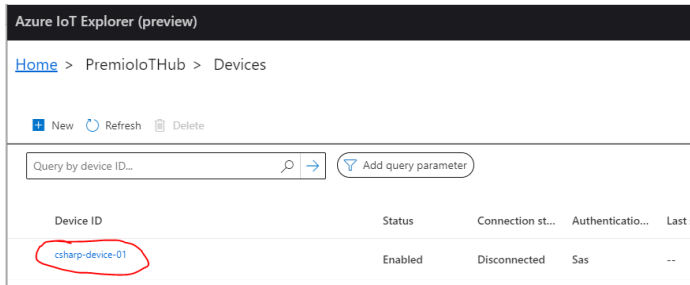 Azure IoT Explorer (preview)
Home > PremioIoTHub > Devices
New Refresh Delete
Query by device ID... Add query parameter
Device ID Status Connection st... Authenticatio... Last
csharp-device-01 Enabled Disconnected Sas --